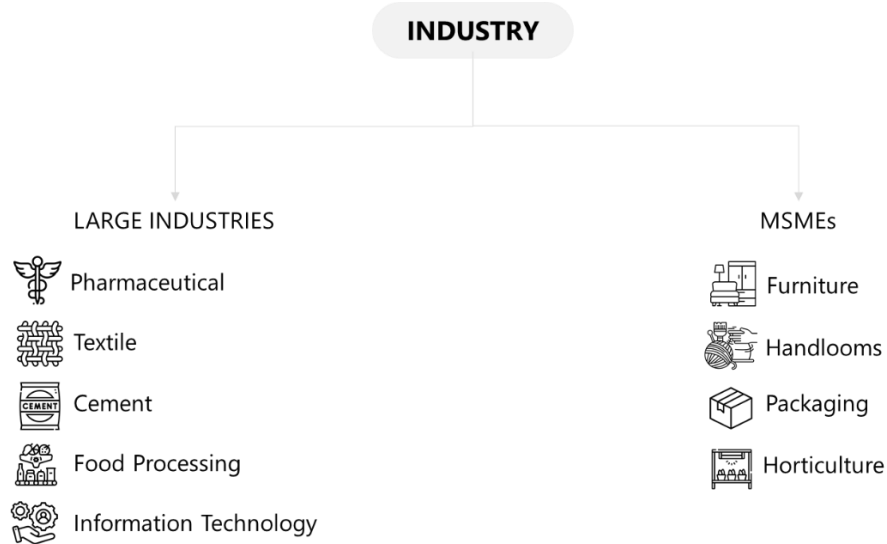 INDUSTRY
LARGE INDUSTRIES
Pharmaceutical
Textile
CEMENT
Cement
Food Processing
Information Technology
MSMEs
Furniture
Handlooms
Packaging
Horticulture